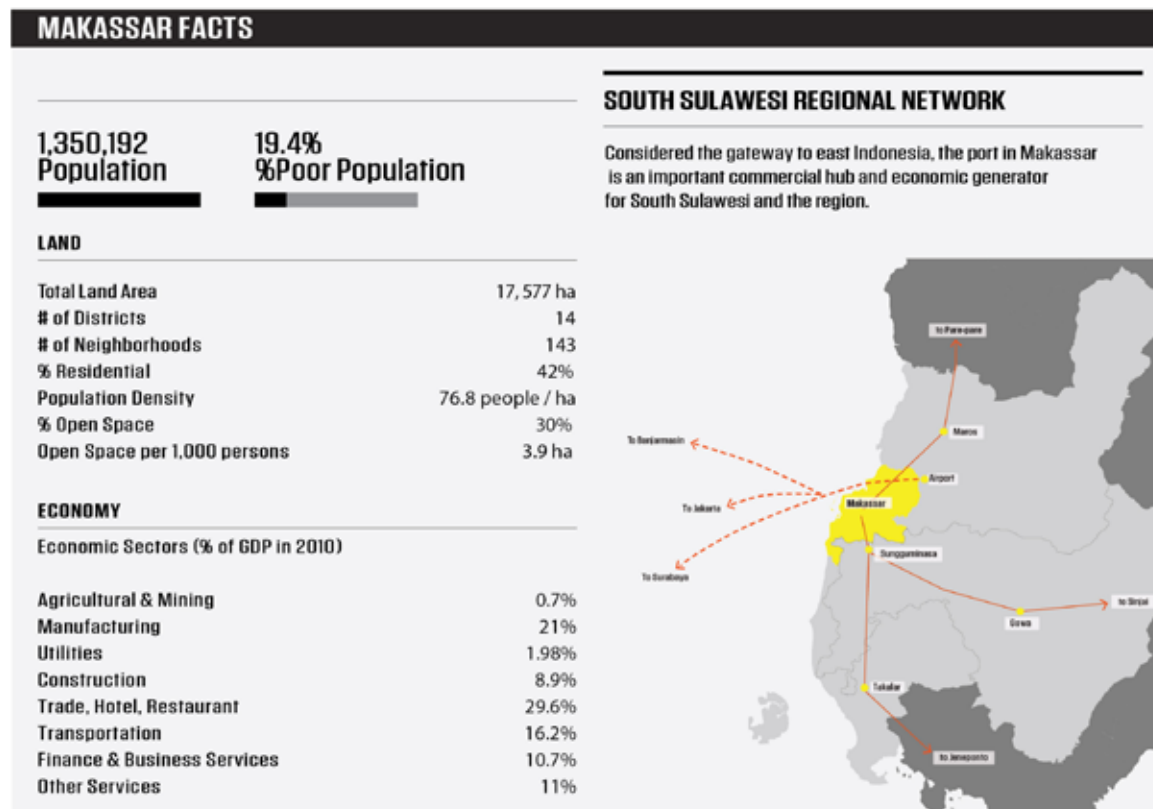 MAKASSAR FACTS
1,350,192
Population
19.4%
%Poor Population
LAND
Total Land Area 17, 577 ha
# of Districts 14
# of Neighborhoods 143
% Residential 42%
Population Density 76.8 people / ha
% Open Space 30%
Open Space per 1,000 persons 3.9 ha
ECONOMY
Economic Sectors (% of GDP in 2010)
Agricultural & Mining 0.7%
Manufacturing 21%
Utilities 1.98%
Construction 8.9%
Trade, Hotel, Restaurant 29.6%
Transportation 16.2%
Finance & Business Services 10.7%
Other Services 11%
SOUTH SULAWESI REGIONAL NETWORK
Considered the gateway to east Indonesia, the port in Makassar
is an important commercial hub and economic generator
for South Sulawesi and the region.
to Pare-pare
Maros
To Banjarmasin
Airport
Makassar
To Jakarta
Sungguminasa
To Surabaya
to Sinjai
Gowa
Takalar
to Jeneponto